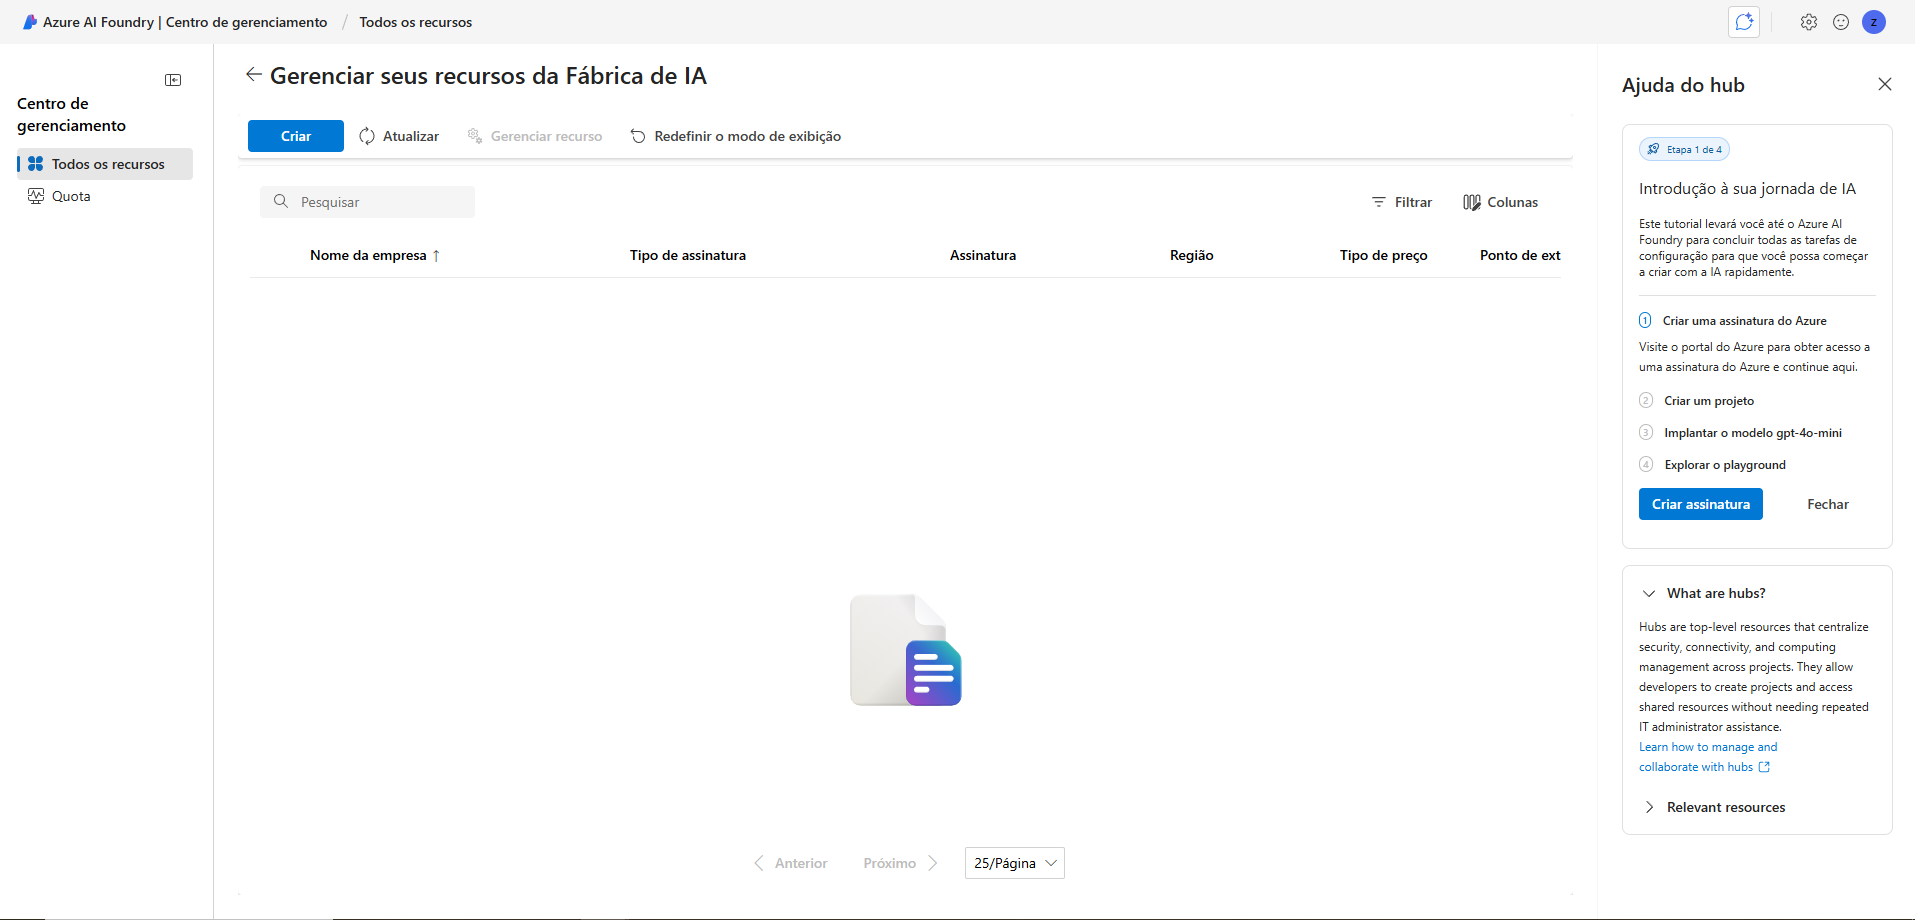 Azure AI Foundry | Centro de gerenciamento / Todos os recursos
Z
Centro de
gerenciamento
Todos os recursos
Quota
Gerenciar seus recursos da Fábrica de IA
Criar
Atualizar
Gerenciar recurso
Redefinir o modo de exibição
Pesquisar
Filtrar
Colunas
Nome da empresa ↑
Tipo de assinatura
Assinatura
Região
Tipo de preço
Ponto de ext
Anterior
Próximo
25/Página
Ajuda do hub
Etapa 1 de 4
Introdução à sua jornada de IA
Este tutorial levará você até o Azure AI
Foundry para concluir todas as tarefas de
configuração para que você possa começar
a criar com a IA rapidamente.
1 Criar uma assinatura do Azure
Visite o portal do Azure para obter acesso a
uma assinatura do Azure e continue aqui.
2 Criar um projeto
3 Implantar o modelo gpt-4o-mini
4 Explorar o playground
Criar assinatura
Fechar
What are hubs?
Hubs are top-level resources that centralize
security, connectivity, and computing
management across projects. They allow
developers to create projects and access
shared resources without needing repeated
IT administrator assistance.
Learn how to manage and
collaborate with hubs
Relevant resources